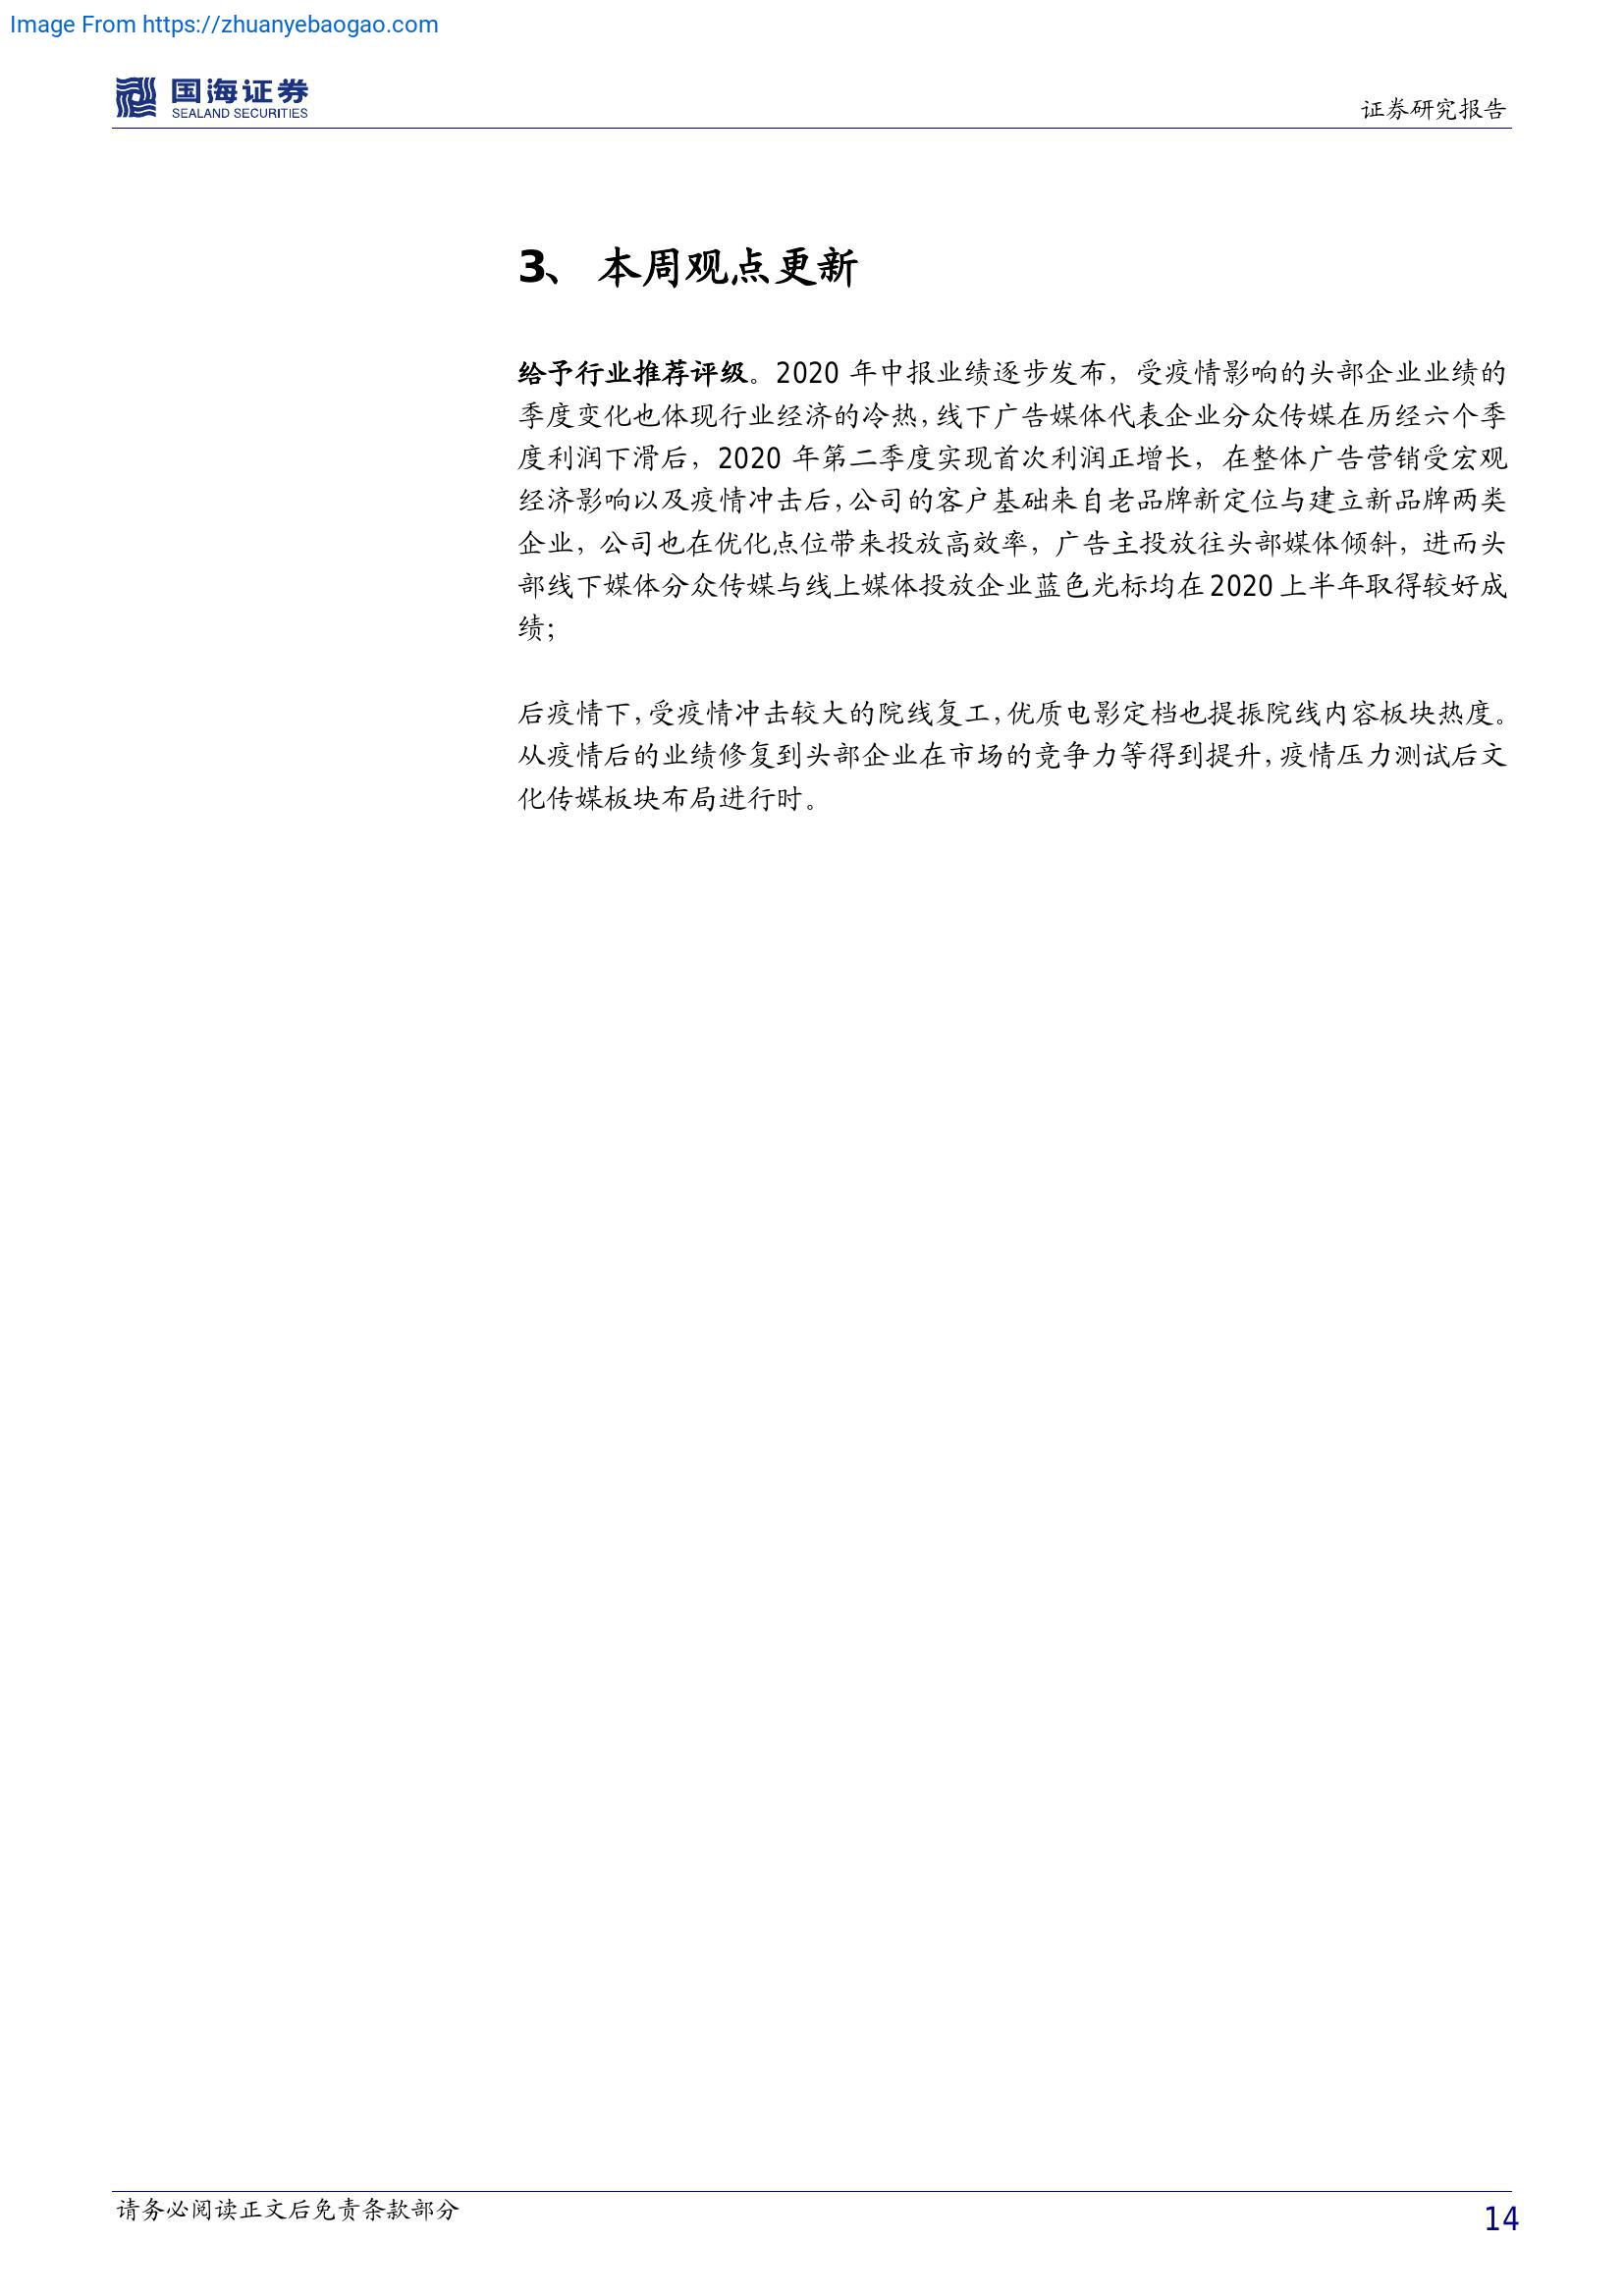 Image From https://zhuanyebaogao.com
国海证券
SEALAND SECURITIES
证券研究报告
3、 本周观点更新
给予行业推荐评级。2020 年中报业绩逐步发布，受疫情影响的头部企业业绩的
季度变化也体现行业经济的冷热，线下广告媒体代表企业分众传媒在历经六个季
度利润下滑后，2020 年第二季度实现首次利润正增长，在整体广告营销受宏观
经济影响以及疫情冲击后，公司的客户基础来自老品牌新定位与建立新品牌两类
企业，公司也在优化点位带来投放高效率，广告主投放往头部媒体倾斜，进而头
部线下媒体分众传媒与线上媒体投放企业蓝色光标均在 2020 上半年取得较好成
绩；
后疫情下，受疫情冲击较大的院线复工，优质电影定档也提振院线内容板块热度。
从疫情后的业绩修复到头部企业在市场的竞争力等得到提升，疫情压力测试后文
化传媒板块布局进行时。
请务必阅读正文后免责条款部分
14